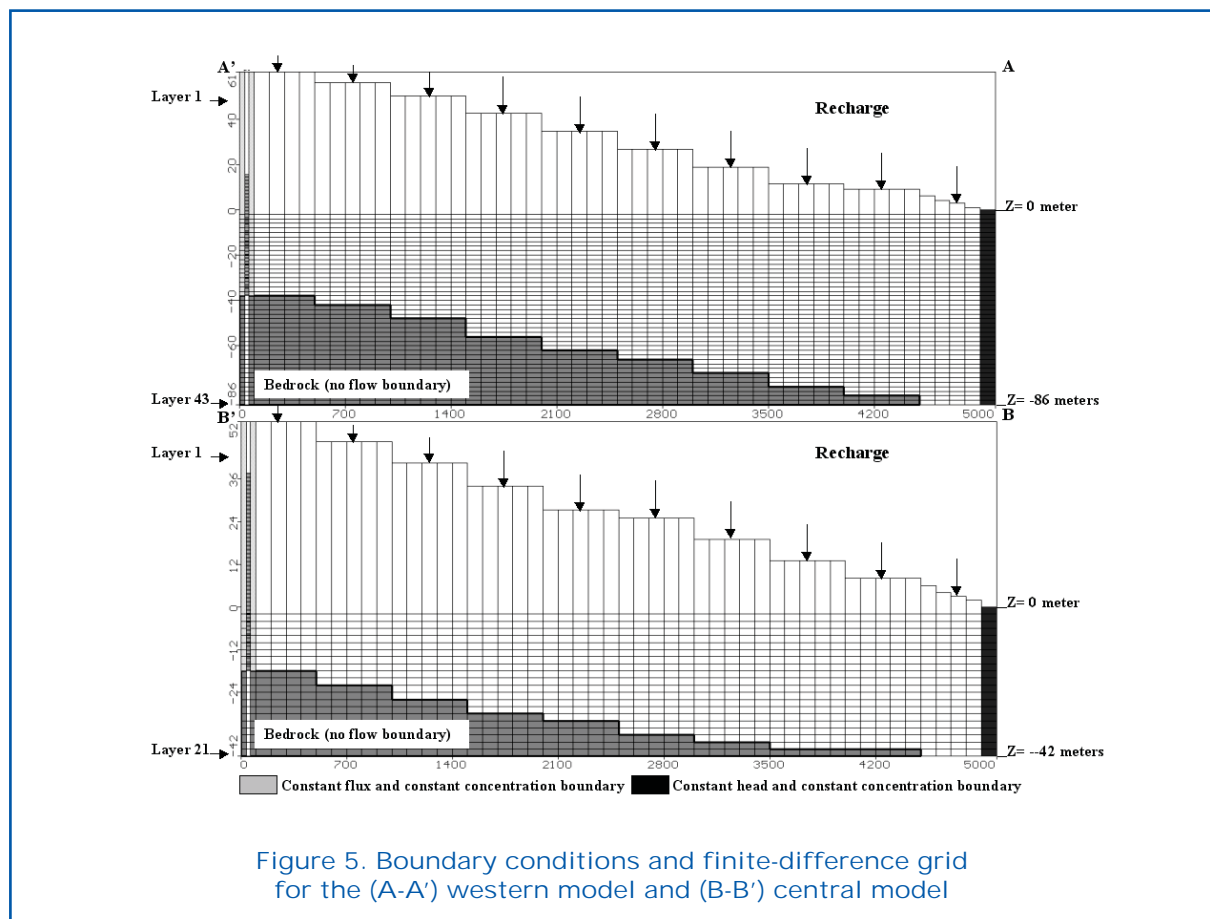 A'
A
61
Layer 1
Recharge
40
20
0
Z= 0 meter
-20
-40
-60
Bedrock (no flow boundary)
-86
Layer 43
Z= -86 meters
0
700
1400
2100
2800
3500
4200
5000
B'
B
52
Layer 1
Recharge
36
24
12
0
Z= 0 meter
-12
-24
Bedrock (no flow boundary)
-42
Layer 21
Z= --42 meters
0
700
1400
2100
2800
3500
4200
5000
Constant flux and constant concentration boundary
Constant head and constant concentration boundary
Figure 5. Boundary conditions and finite-difference grid
for the (A-A') western model and (B-B') central model